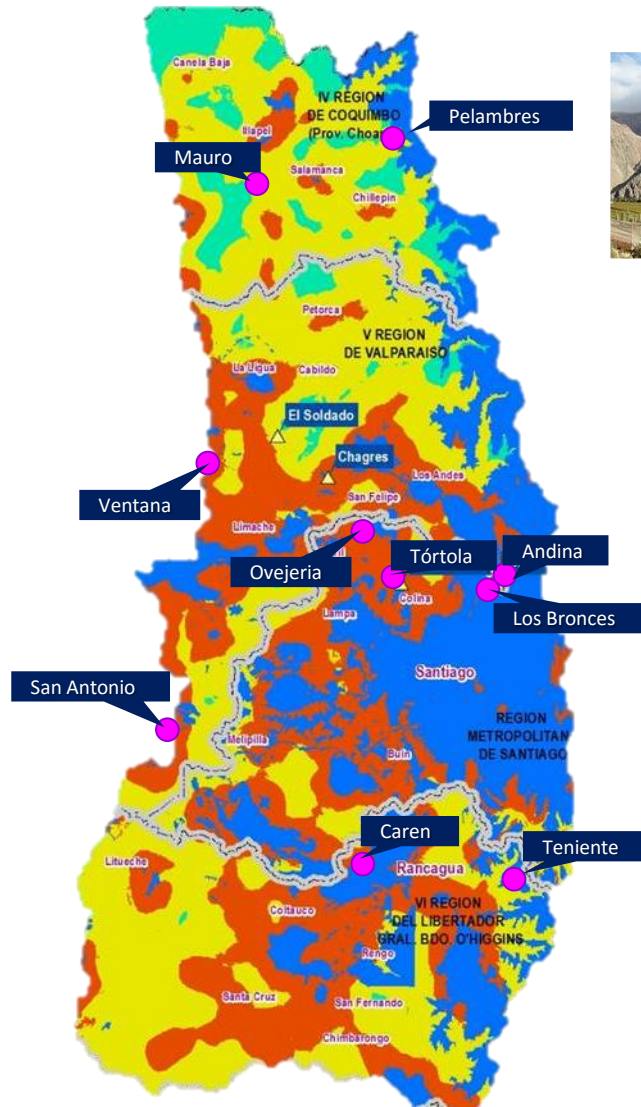 Canela Baja
IV REGION
DE COQUIMBO
Pelambres
Illapel
Mauro
Salamanca
Chillepin
Petorca
V REGION
DE VALPARAISO
La Ligua
Cabildo
El Soldado
Chagres
Los Andes
San Felipe
Ventana
Limache
Ovejeria
Tórtola
Andina
Colina
Los Bronces
Lampa
Santiago
San Antonio
REGION
METROPOLITAN
DE SANTIAGO
Melipilla
Buin
Caren
Teniente
Litueche
Rancagua
VI REGION
DEL LIBERTADOR
GRAL. BDO. O'HIGGINS
Coltauco
Rengo
Santa Cruz
San Fernando
Chimbarongo